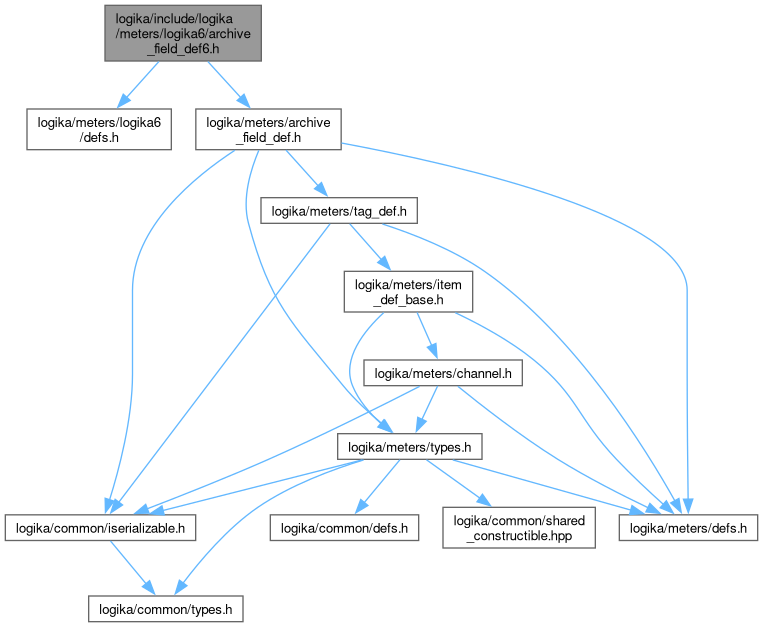 logika/include/logika
/meters/logika6/archive
_field_def6.h
logika/meters/logika6
/defs.h
logika/meters/archive
_field_def.h
logika/meters/tag_def.h
logika/meters/item
_def_base.h
logika/meters/channel.h
logika/meters/types.h
logika/common/iserializable.h
logika/common/defs.h
logika/common/shared
_constructible.hpp
logika/meters/defs.h
logika/common/types.h